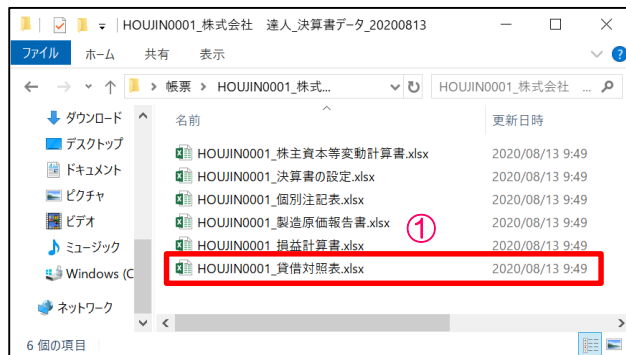 HOUJIN0001_株式会社　達人_決算書データ_20200813
ファイル ホーム 共有 表示
帳票 > HOUJIN0001_株式... HOUJIN0001_株式会社 ...
名前 更新日時
ダウンロード
デスクトップ
ドキュメント
ピクチャ
ビデオ
ミュージック
Windows (C
ネットワーク
HOUJIN0001_株主資本等変動計算書.xlsx 2020/08/13 9:49
HOUJIN0001_決算書の設定.xlsx 2020/08/13 9:49
HOUJIN0001_個別注記表.xlsx 2020/08/13 9:49
HOUJIN0001_製造原価報告書.xlsx 2020/08/13 9:49
①
HOUJIN0001_損益計算書.xlsx 2020/08/13 9:49
HOUJIN0001_貸借対照表.xlsx 2020/08/13 9:49
6 個の項目